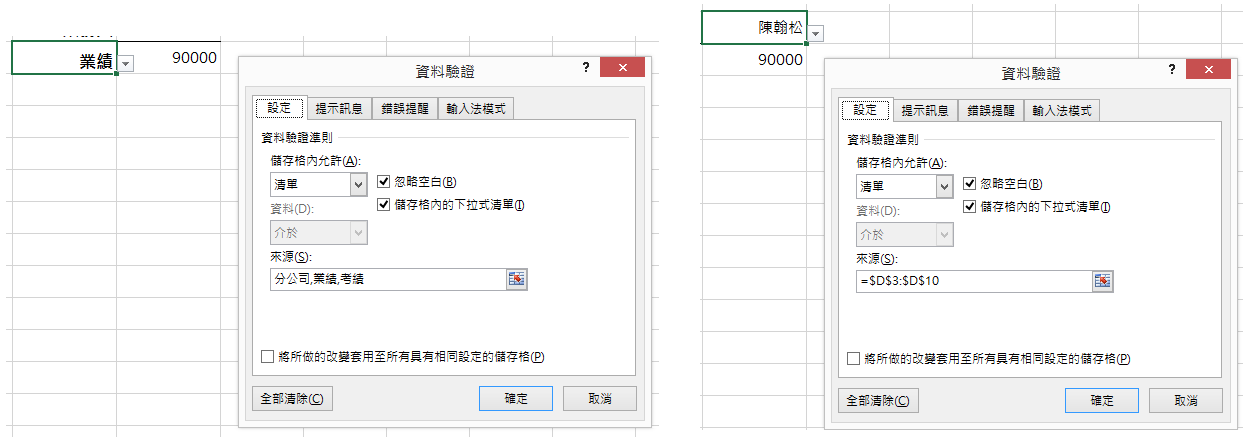 業績
90000
資料驗證
?
設定
提示訊息
錯誤提醒
輸入法模式
資料驗證準則
儲存格內允許(A):
清單
忽略空白(B)
儲存格內的下拉式清單(I)
資料(D):
介於
來源(S):
分公司,業績,考績
將所做的改變套用至所有具有相同設定的儲存格(P)
全部清除(C)
確定
取消
陳翰松
90000
資料驗證
?
設定
提示訊息
錯誤提醒
輸入法模式
資料驗證準則
儲存格內允許(A):
清單
忽略空白(B)
儲存格內的下拉式清單(I)
資料(D):
介於
來源(S):
=$D$3:$D$10
將所做的改變套用至所有具有相同設定的儲存格(P)
全部清除(C)
確定
取消